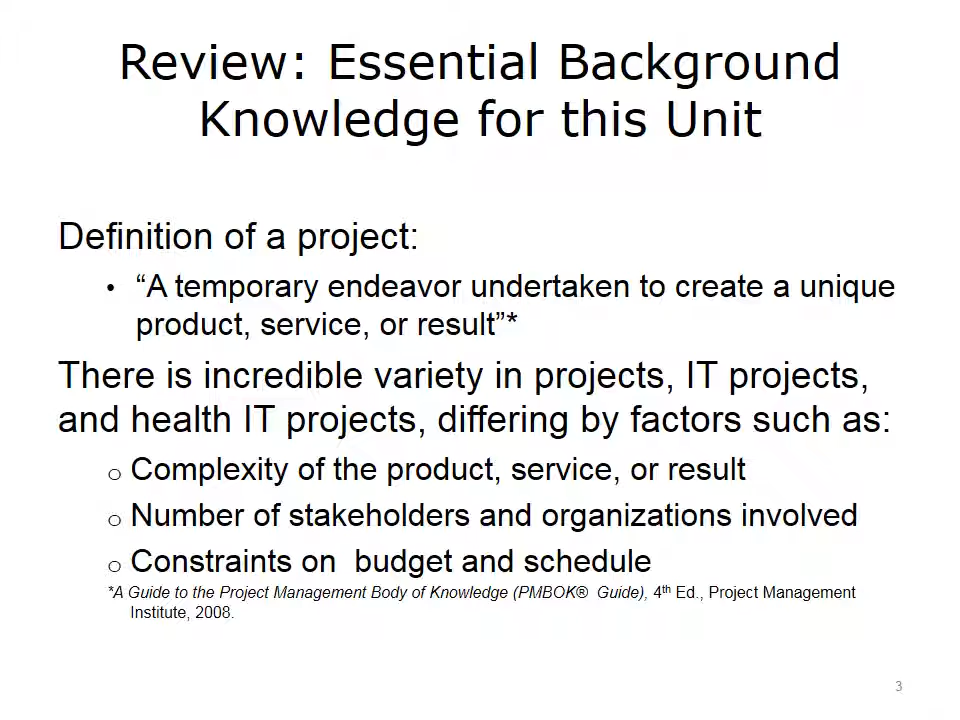 Review: Essential Background
Knowledge for this Unit
Definition of a project:
• “A temporary endeavor undertaken to create a unique
product, service, or result”*
There is incredible variety in projects, IT projects,
and health IT projects, differing by factors such as:
o Complexity of the product, service, or result
o Number of stakeholders and organizations involved
o Constraints on  budget and schedule
*A Guide to the Project Management Body of Knowledge (PMBOK®  Guide), 4th Ed., Project Management
Institute, 2008.
3